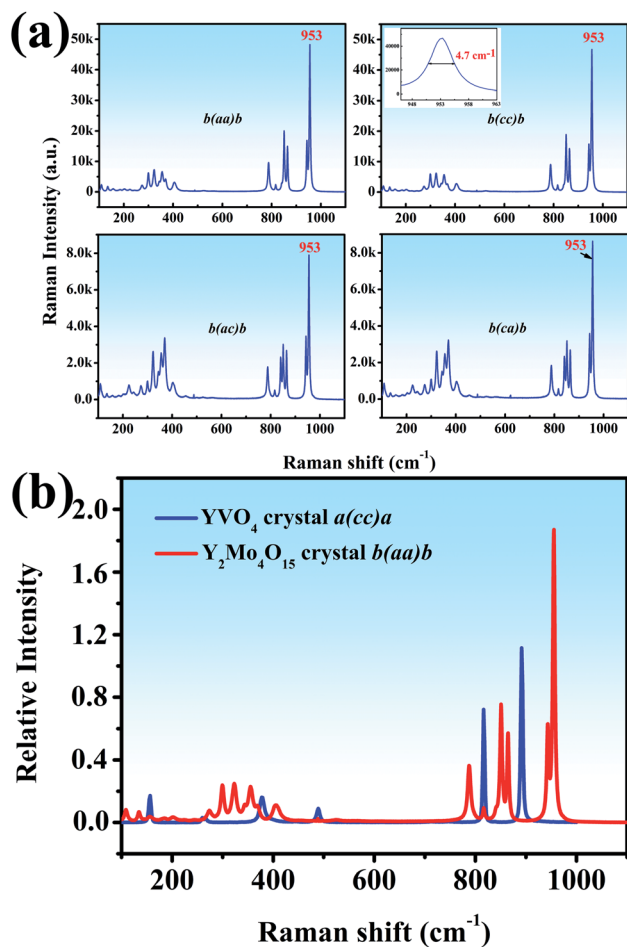 (a)
50k
40k
30k
20k
10k
0
953
b(aa)b
200 400 600 800 1000
50k
40k
30k
20k
10k
0
40000
20000
0
4.7 cm⁻¹
948 953 958 963
953
b(cc)b
200 400 600 800 1000
Raman Intensity (a.u.)
8.0k
6.0k
4.0k
2.0k
0.0
953
b(ac)b
200 400 600 800 1000
8.0k
6.0k
4.0k
2.0k
0.0
953
b(ca)b
200 400 600 800 1000
Raman shift (cm⁻¹)
(b)
2.0
1.6
1.2
0.8
0.4
0.0
Relative Intensity
YVO₄ crystal a(cc)a
Y₂Mo₄O₁₅ crystal b(aa)b
200 400 600 800 1000
Raman shift (cm⁻¹)